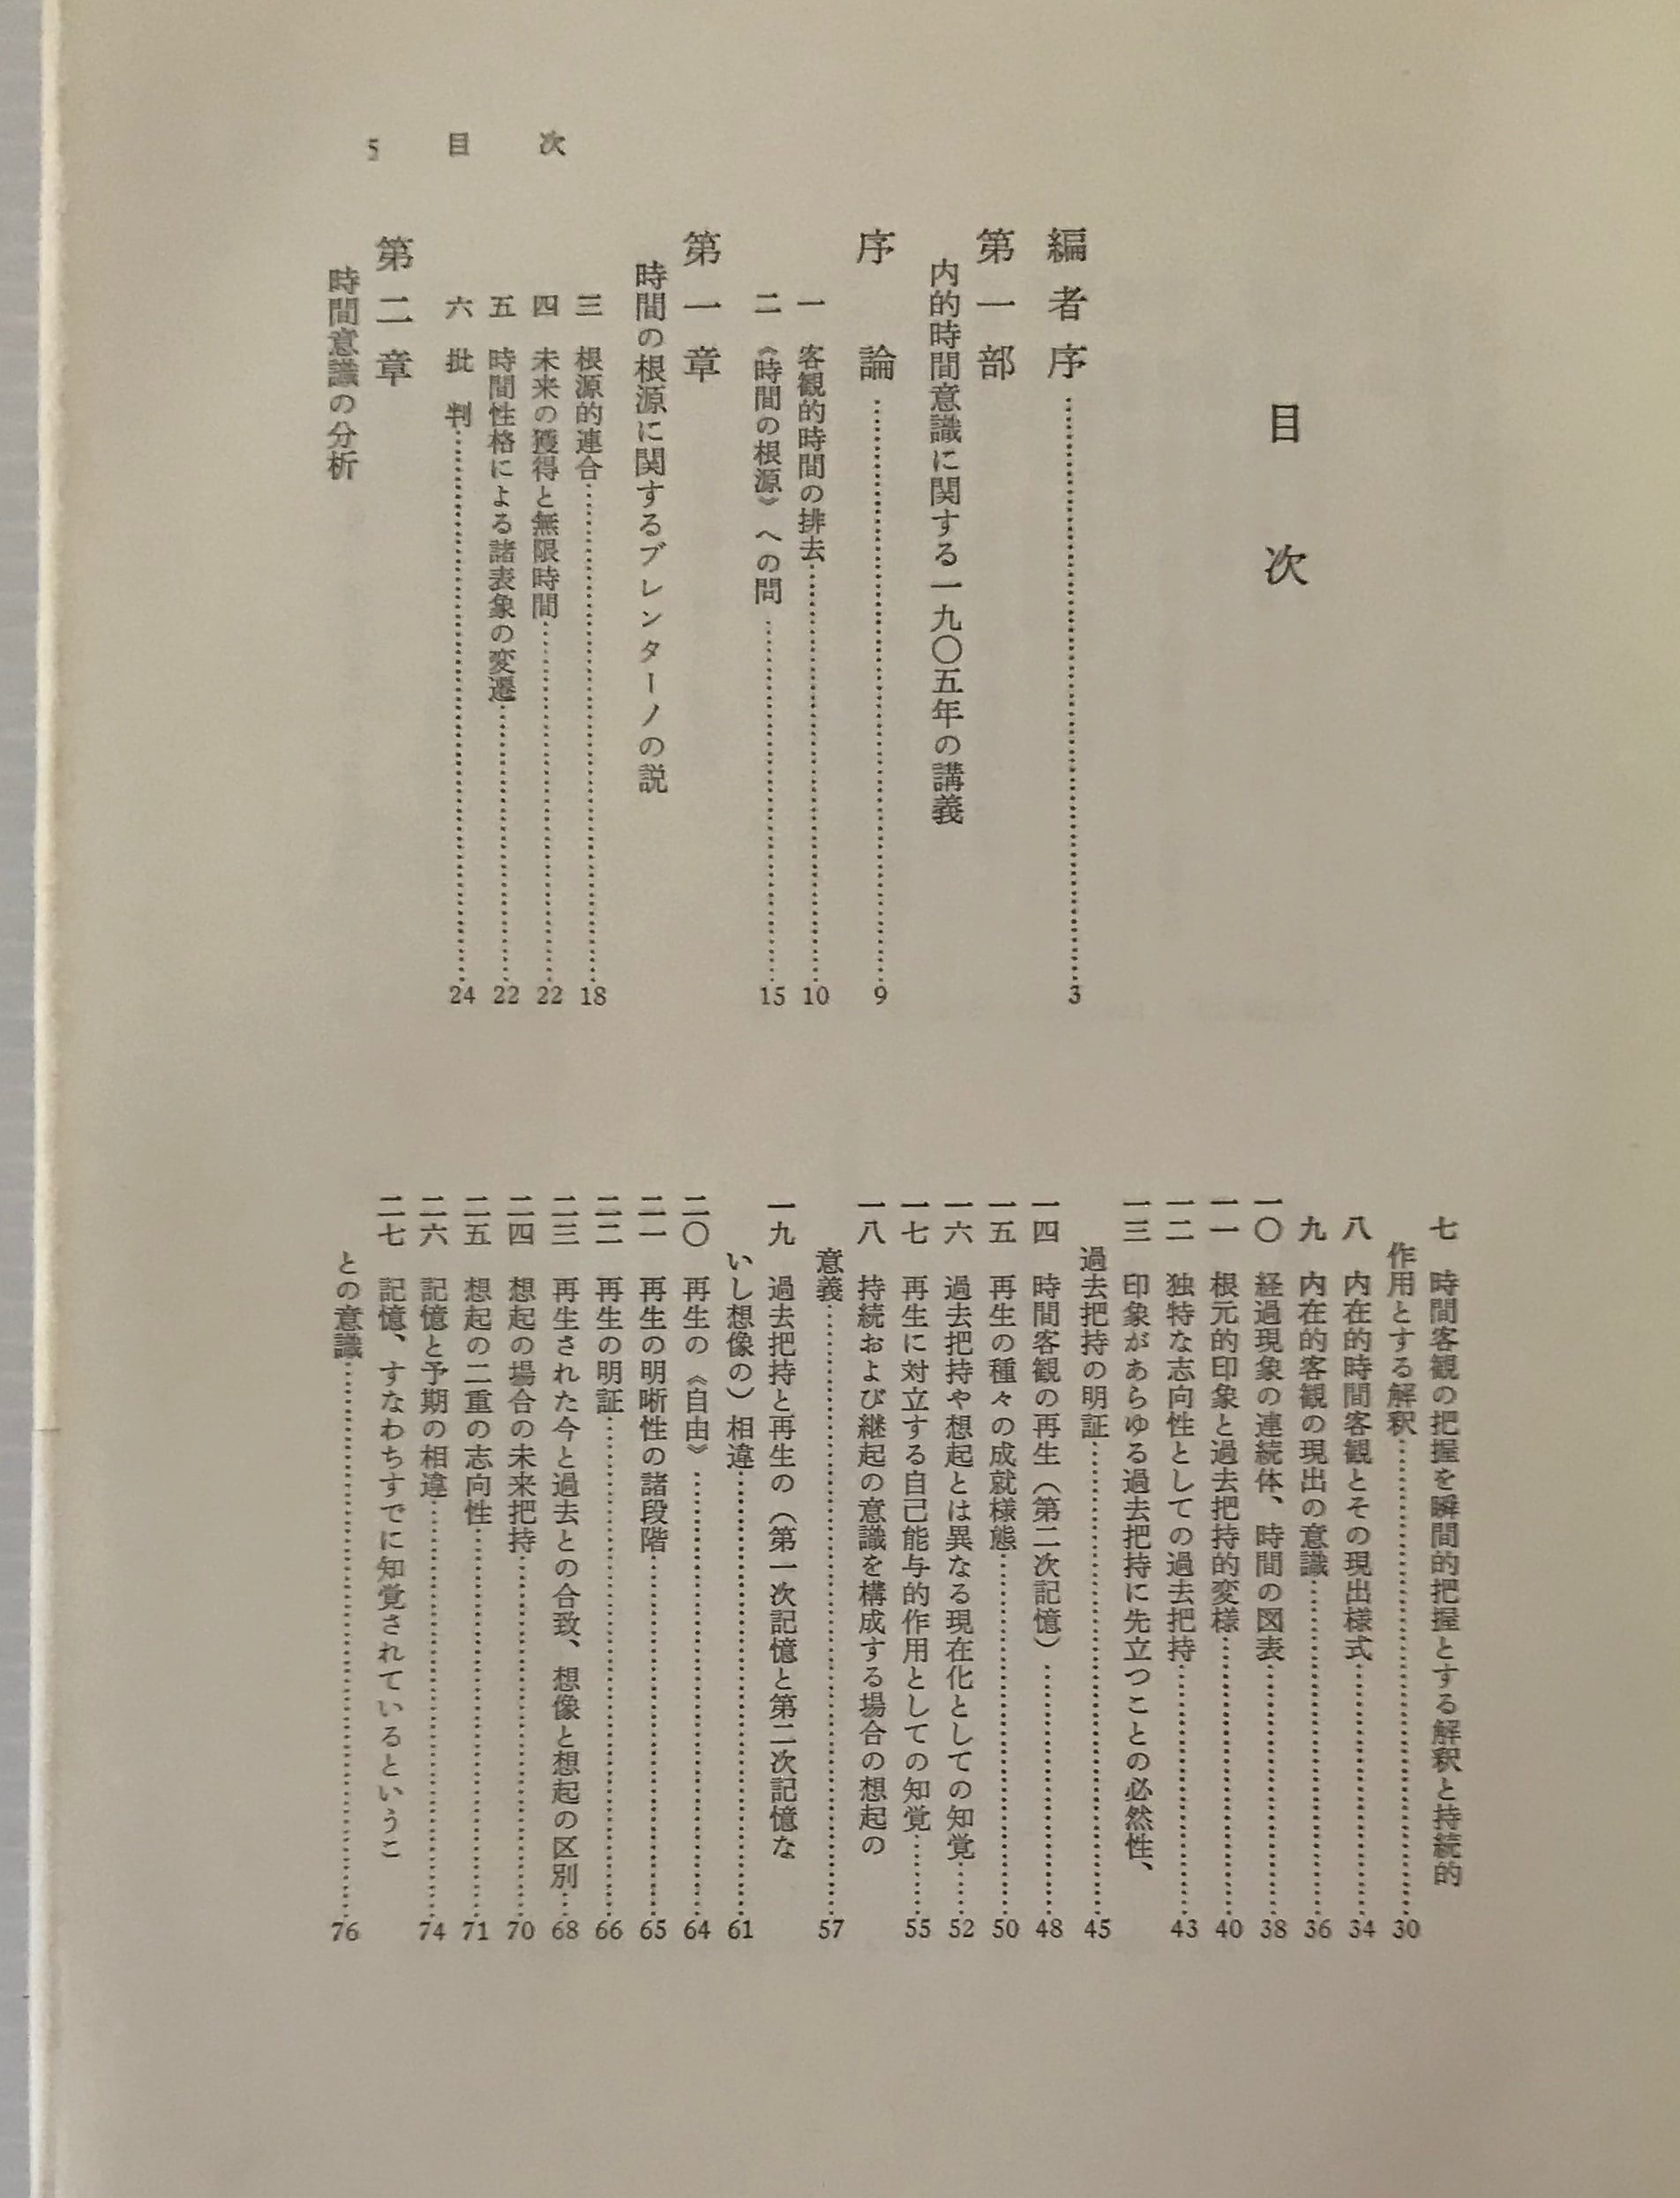 5 目次
目次
編者序……3
第一部
内的時間意識に関する一九〇五年の講義
序論……9
一 客観的時間の排去……10
二 《時間の根源》への問……15
第一章
時間の根源に関するブレンターノの説
三 根源的連合……18
四 未来の獲得と無限時間……22
五 時間性格による諸表象の変遷……22
六 批判……24
第二章
時間意識の分析
七 時間客観の把握を瞬間的把握とする解釈と持続的
作用とする解釈……30
八 内在的時間客観とその現出様式……34
九 内在的客観の現出の意識……36
一〇 経過現象の連続体、時間の図表……38
一一 根元的印象と過去把持的変様……40
一二 独特な志向性としての過去把持……43
一三 印象があらゆる過去把持に先立つことの必然性、
過去把持の明証……45
一四 時間客観の再生（第二次記憶）……48
一五 再生の種々の成就様態……50
一六 過去把持や想起とは異なる現在化としての知覚……52
一七 再生に対立する自己能与的作用としての知覚……55
一八 持続および継起の意識を構成する場合の想起の
意義……57
一九 過去把持と再生の（第一次記憶と第二次記憶な
いし想像の）相違……61
二〇 再生の《自由》……64
二一 再生の明晰性の諸段階……65
二二 再生の明証……66
二三 再生された今と過去との合致、想像と想起の区別……68
二四 想起の場合の未来把持……70
二五 想起の二重の志向性……71
二六 記憶と予期の相違……74
二七 記憶、すなわちすでに知覚されているというこ
との意識……76